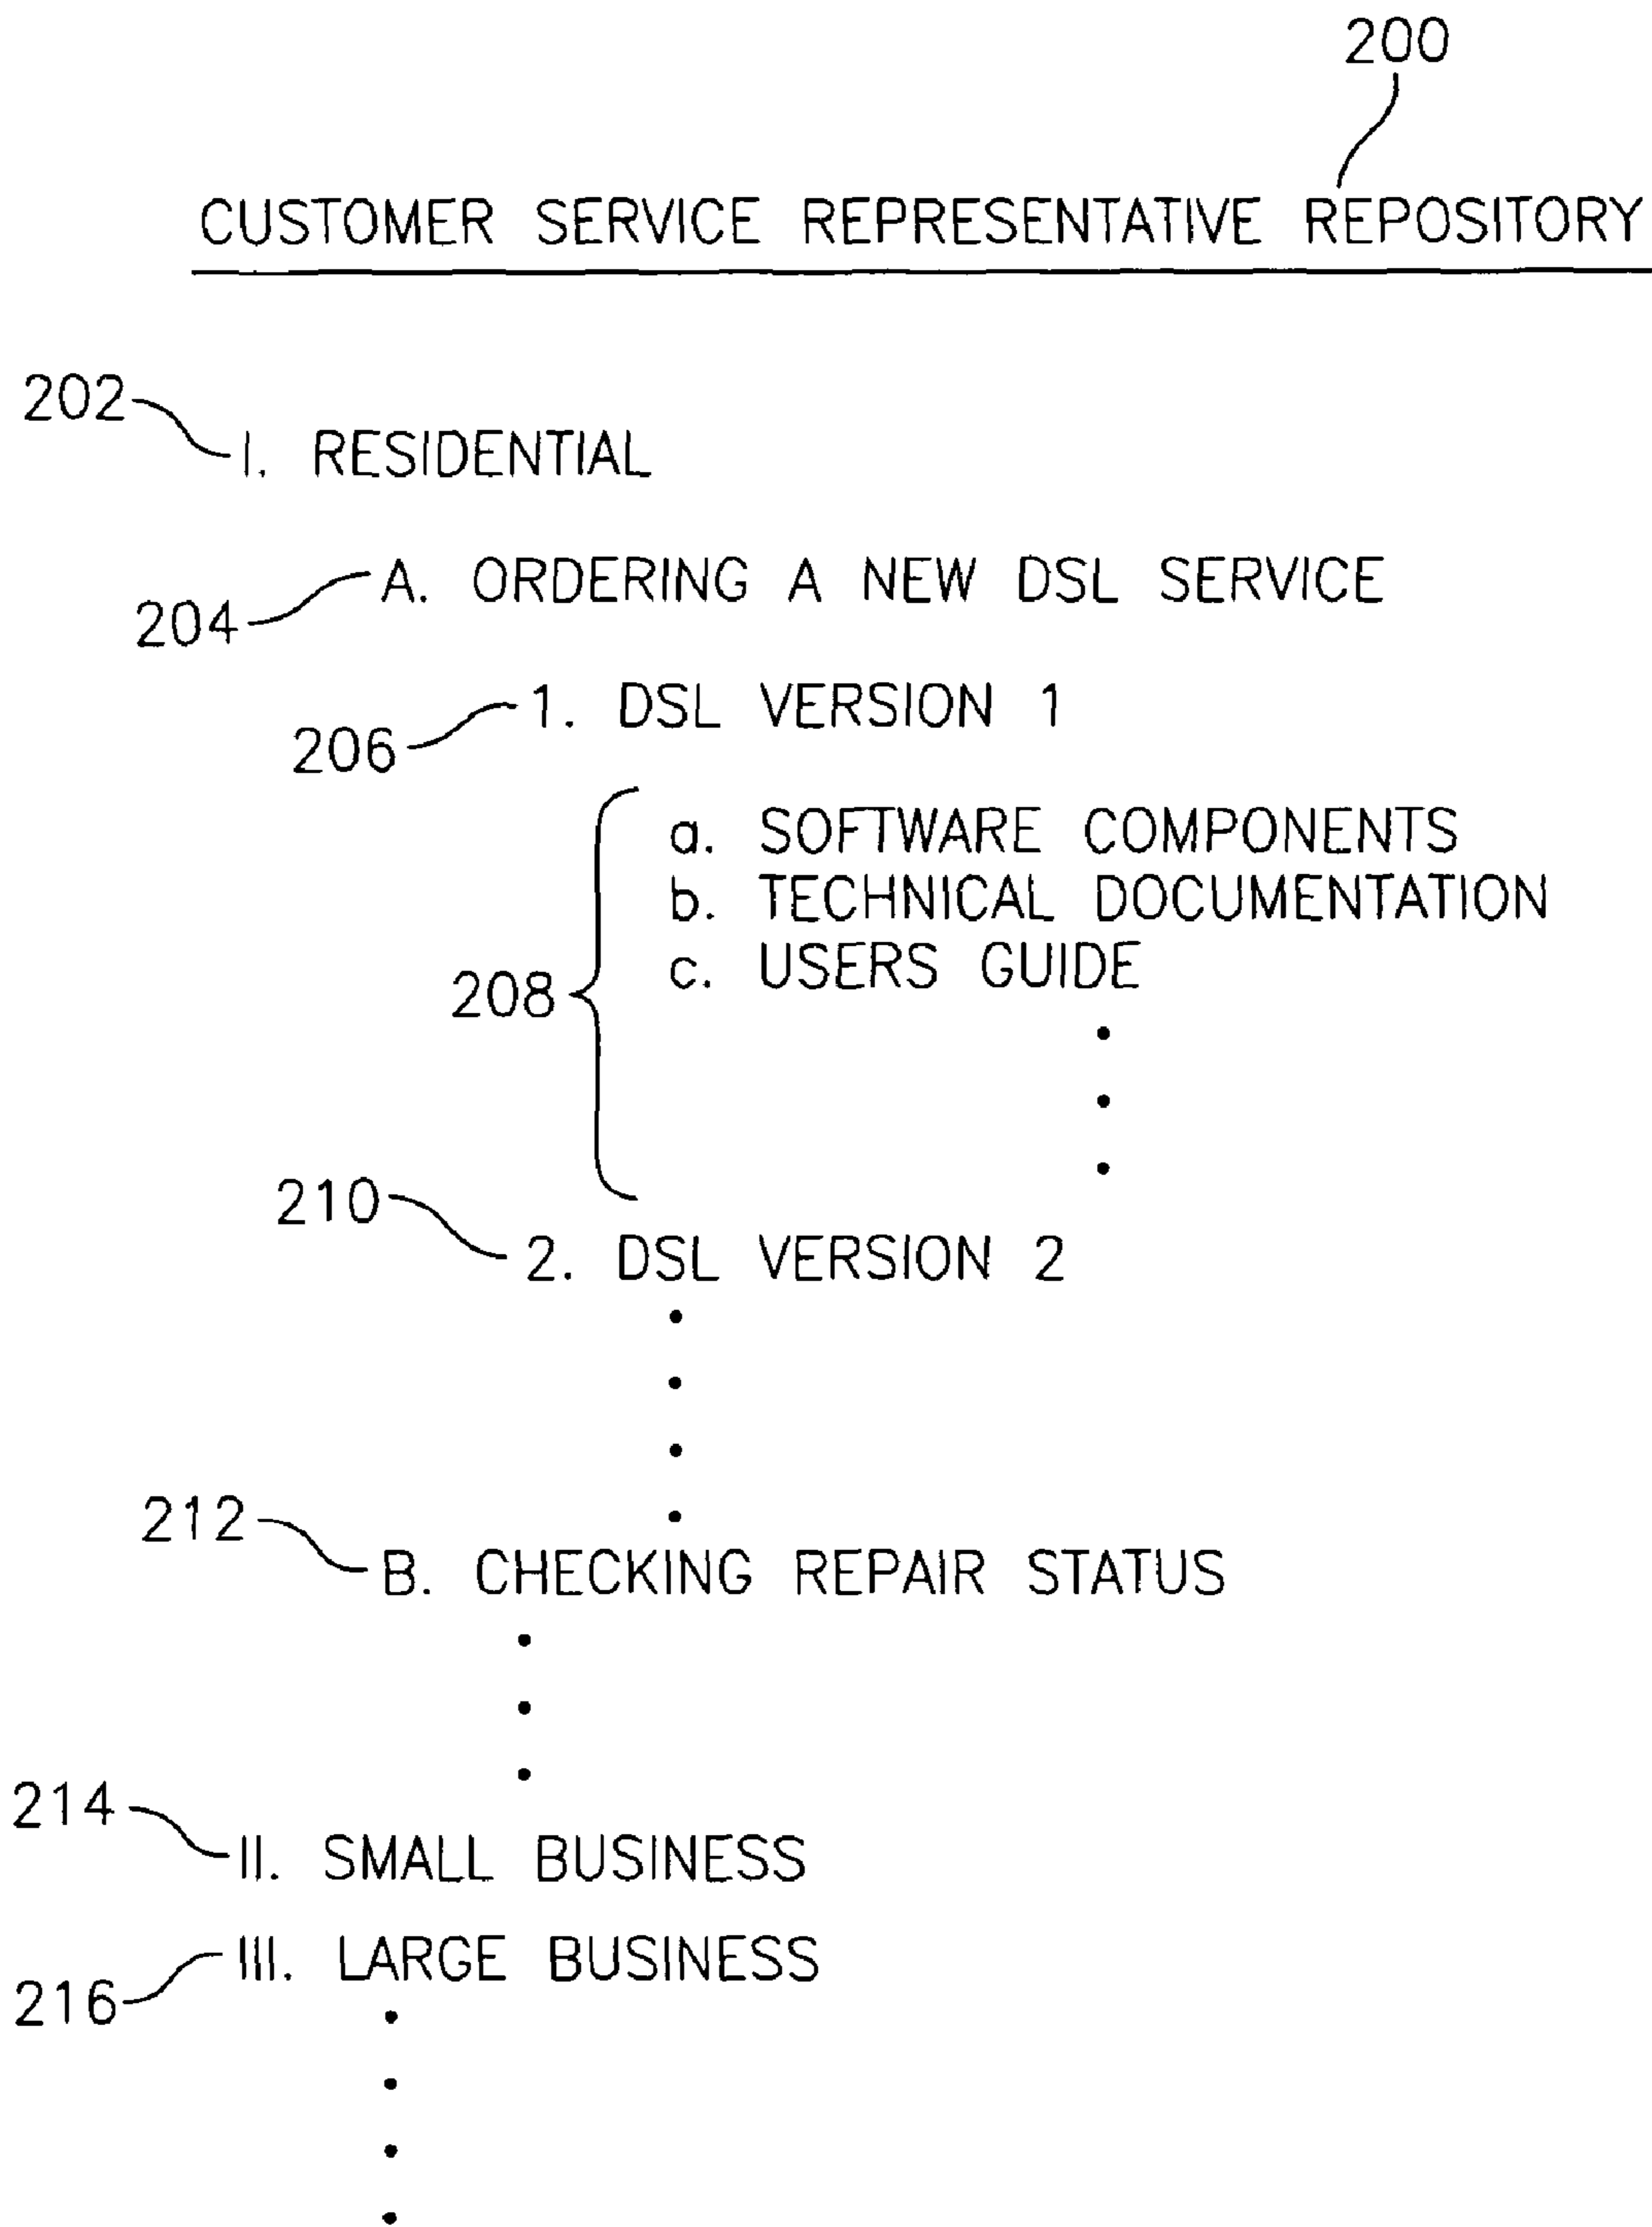 200
CUSTOMER SERVICE REPRESENTATIVE REPOSITORY
202
I. RESIDENTIAL
A. ORDERING A NEW DSL SERVICE
204
1. DSL VERSION 1
206
a. SOFTWARE COMPONENTS
b. TECHNICAL DOCUMENTATION
c. USERS GUIDE
208
210
2. DSL VERSION 2
212
B. CHECKING REPAIR STATUS
214
II. SMALL BUSINESS
III. LARGE BUSINESS
216